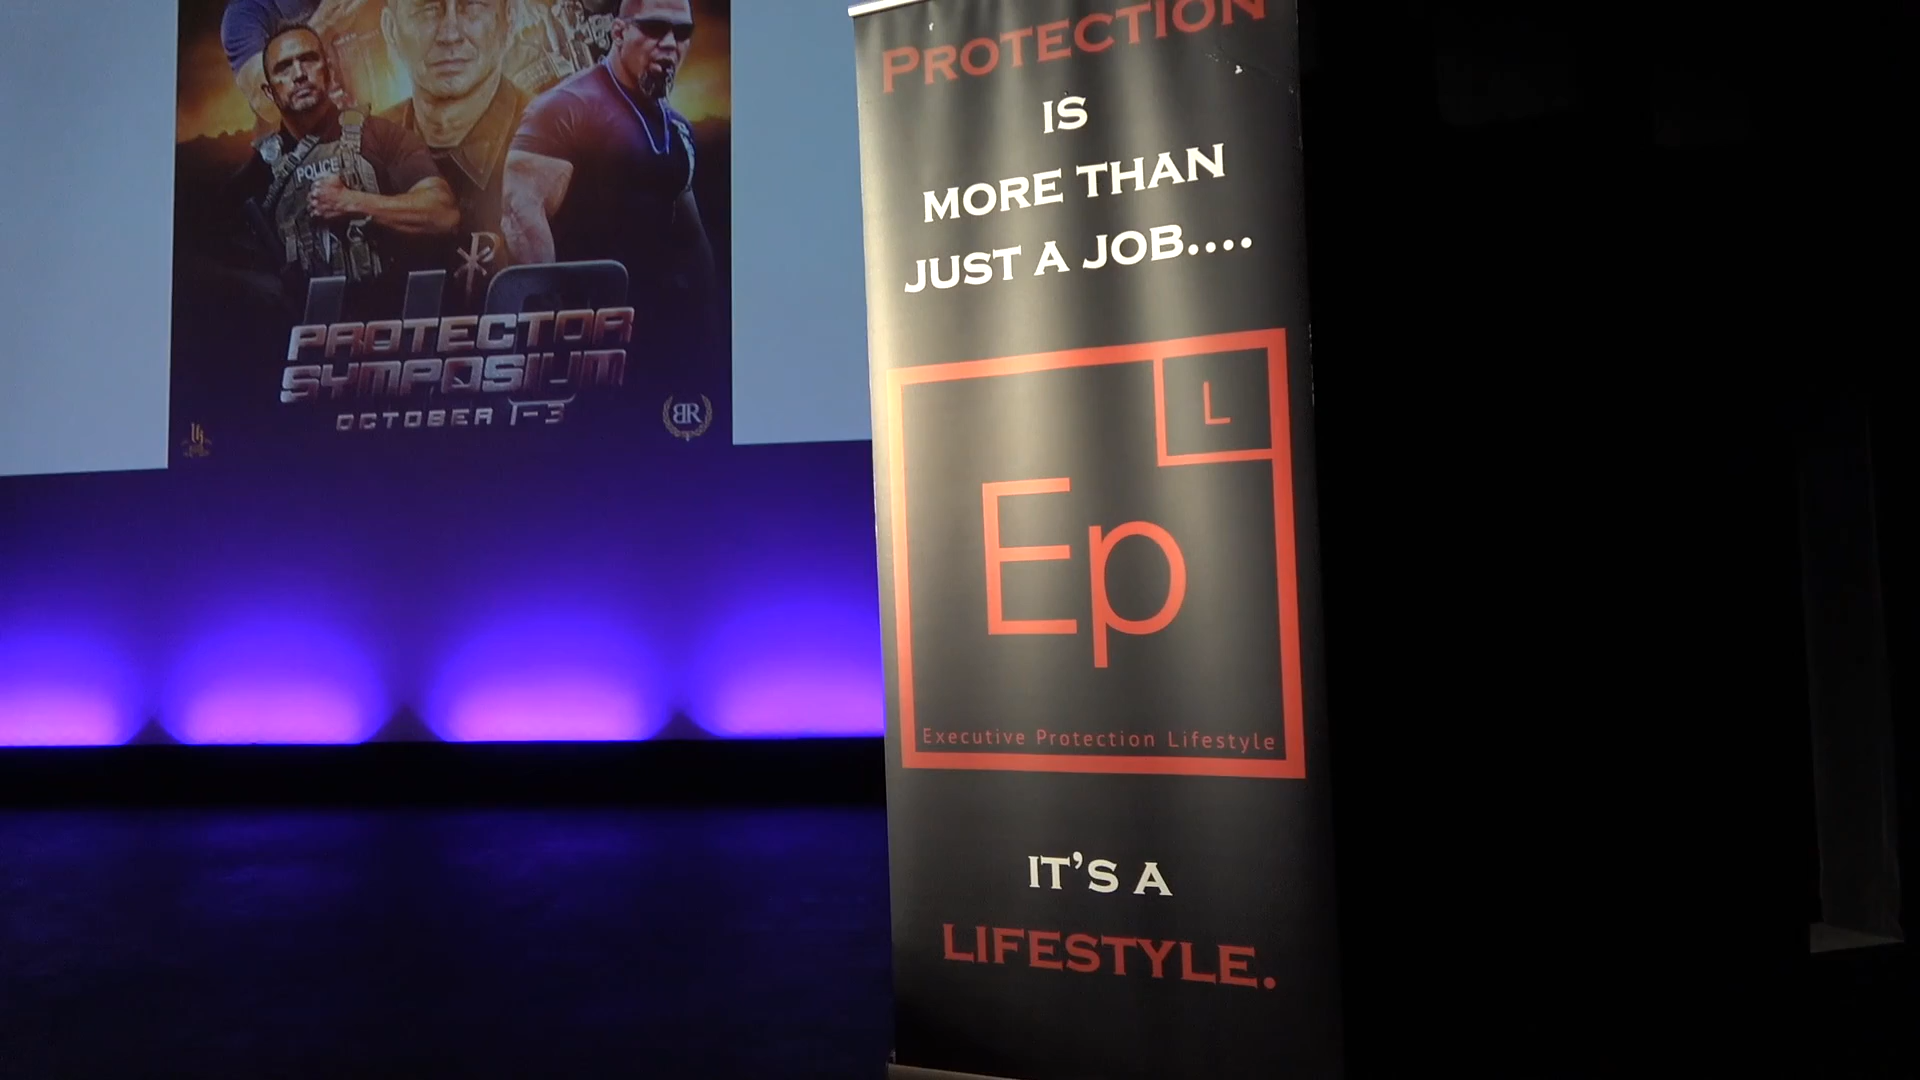 POLICE
PROTECTOR
SYMPOSIUM
OCTOBER 1-3
BR
PROTECTION
IS
MORE THAN
JUST A JOB....
L
Ep
Executive Protection Lifestyle
IT'S A
LIFESTYLE.